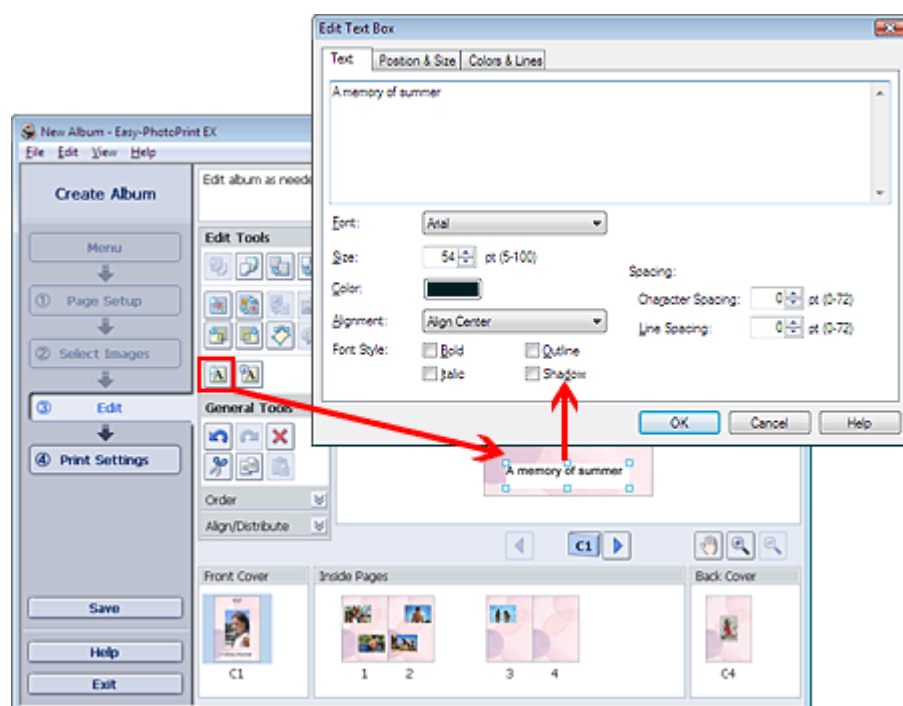 Edit Text Box
Text
Position & Size
Colors & Lines
A memory of summer
Font:
Arial
Size:
54
pt (5-100)
Color:
Alignment:
Align Center
Font Style:
Bold
Outline
Italic
Shadow
Spacing:
Character Spacing:
0
pt (0-72)
Line Spacing:
0
pt (0-72)
OK
Cancel
Help
New Album - Easy-PhotoPrint EX
File Edit View Help
Create Album
Edit album as neede
Menu
① Page Setup
② Select Images
③ Edit
④ Print Settings
Save
Help
Exit
Edit Tools
General Tools
Order
Align/Distribute
A memory of summer
C1
Front Cover
C1
Inside Pages
1 2 3 4
Back Cover
C4